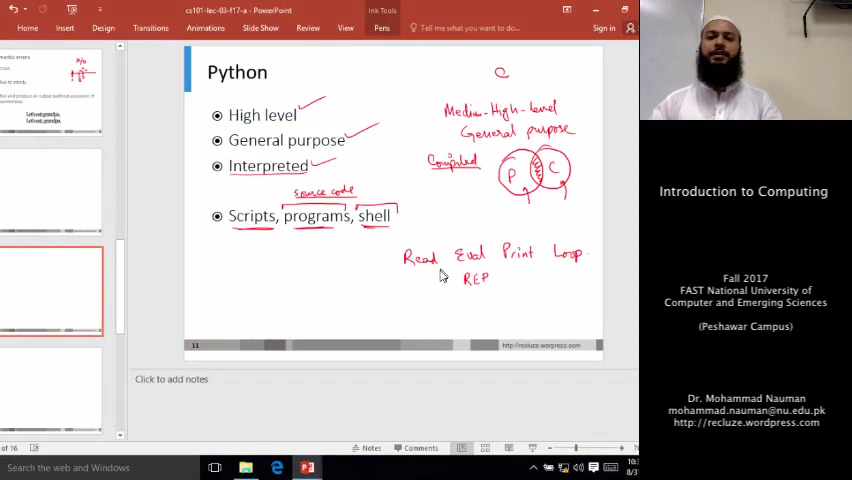 cs101-lec-03-f17-a - PowerPoint
Ink Tools
Sign in
Home Insert Design Transitions Animations Slide Show Review View Pens Tell me what you want to do...
mantic errors
Python
High level
General purpose
Interpreted
source code
Scripts, programs, shell
C
Medium-High-level
General purpose
Compiled
P C
Read Eval Print Loop
REP
11
http://recluze.wordpress.com
Click to add notes
of 16
Notes Comments
Search the web and Windows
Introduction to Computing
Fall 2017
FAST National University of
Computer and Emerging Sciences
(Peshawar Campus)
Dr. Mohammad Nauman
mohammad.nauman@nu.edu.pk
http://recluze.wordpress.com